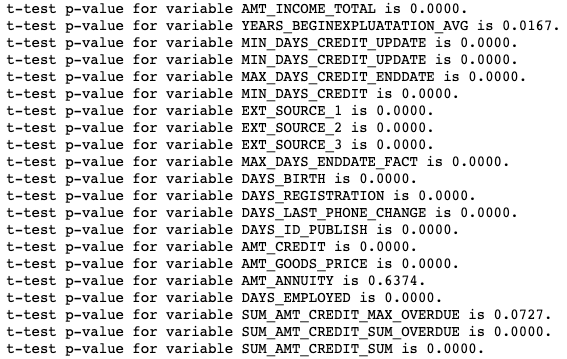 t-test p-value for variable AMT_INCOME_TOTAL is 0.0000.
t-test p-value for variable YEARS_BEGINEXPLUATATION_AVG is 0.0167.
t-test p-value for variable MIN_DAYS_CREDIT_UPDATE is 0.0000.
t-test p-value for variable MIN_DAYS_CREDIT_UPDATE is 0.0000.
t-test p-value for variable MAX_DAYS_CREDIT_ENDDATE is 0.0000.
t-test p-value for variable MIN_DAYS_CREDIT is 0.0000.
t-test p-value for variable EXT_SOURCE_1 is 0.0000.
t-test p-value for variable EXT_SOURCE_2 is 0.0000.
t-test p-value for variable EXT_SOURCE_3 is 0.0000.
t-test p-value for variable MAX_DAYS_ENDDATE_FACT is 0.0000.
t-test p-value for variable DAYS_BIRTH is 0.0000.
t-test p-value for variable DAYS_REGISTRATION is 0.0000.
t-test p-value for variable DAYS_LAST_PHONE_CHANGE is 0.0000.
t-test p-value for variable DAYS_ID_PUBLISH is 0.0000.
t-test p-value for variable AMT_CREDIT is 0.0000.
t-test p-value for variable AMT_GOODS_PRICE is 0.0000.
t-test p-value for variable AMT_ANNUITY is 0.6374.
t-test p-value for variable DAYS_EMPLOYED is 0.0000.
t-test p-value for variable SUM_AMT_CREDIT_MAX_OVERDUE is 0.0727.
t-test p-value for variable SUM_AMT_CREDIT_SUM_OVERDUE is 0.0000.
t-test p-value for variable SUM_AMT_CREDIT_SUM is 0.0000.